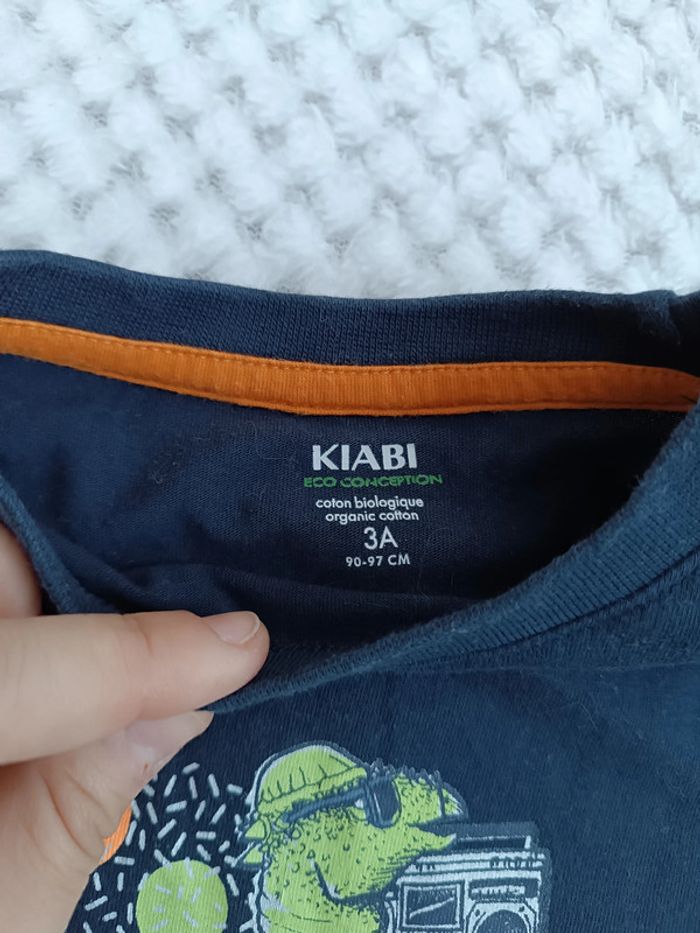 KIABI
ECO CONCEPTION
coton biologique
organic cotton
3A
90-97 CM